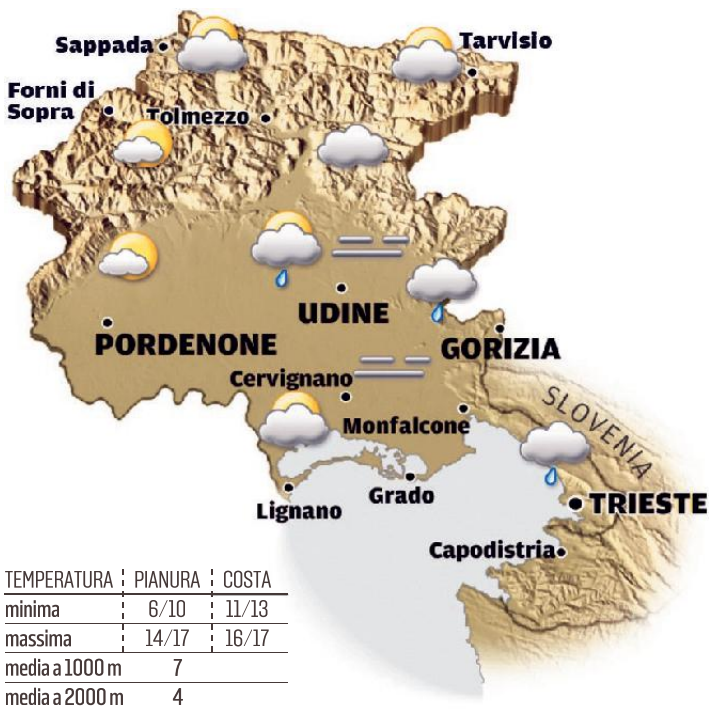 Sappada
Tarvisio
Forni di
Sopra
Tolmezzo
UDINE
PORDENONE
GORIZIA
Cervignano
SLOVENIA
Monfalcone
Lignano
Grado
TRIESTE
Capodistria
TEMPERATURA PIANURA COSTA
minima 6/10 11/13
massima 14/17 16/17
media a 1000 m 7
media a 2000 m 4